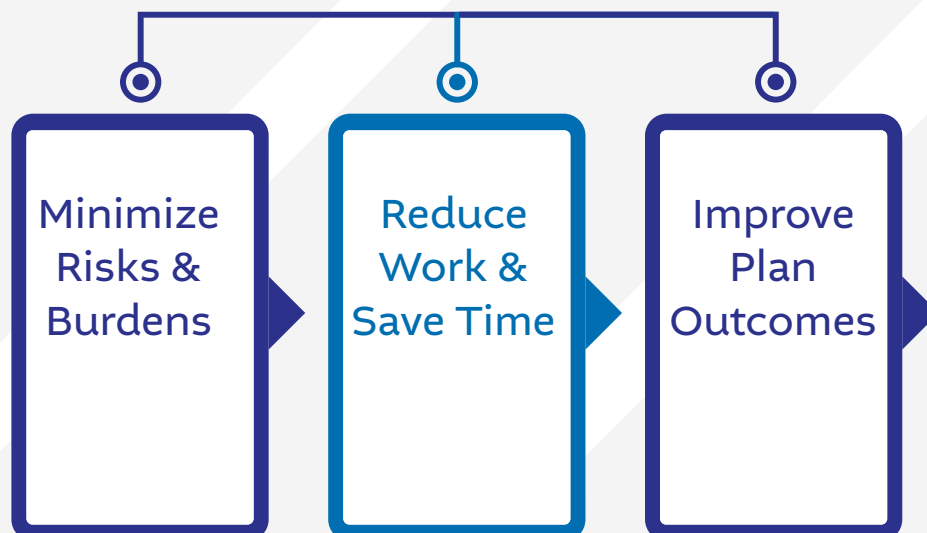 Minimize
Risks &
Burdens
Reduce
Work &
Save Time
Improve
Plan
Outcomes